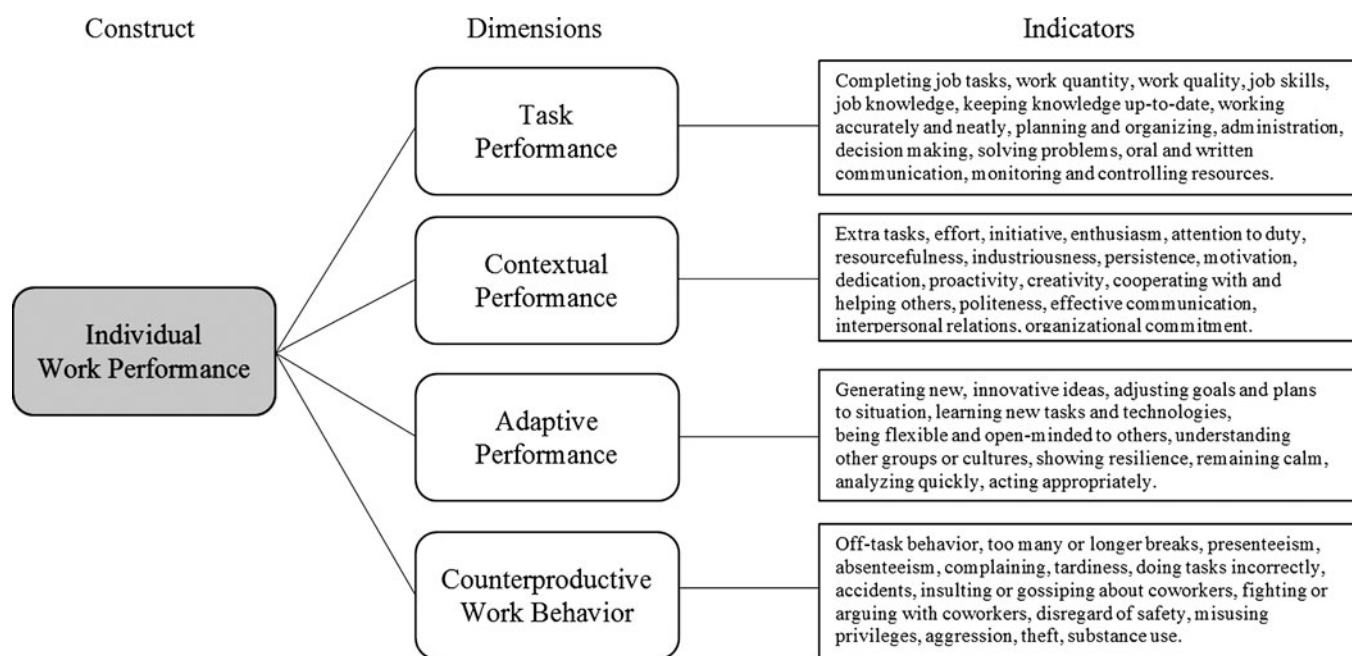 Construct
Dimensions
Indicators
Individual
Work Performance
Task
Performance
Completing job tasks, work quantity, work quality, job skills,
job knowledge, keeping knowledge up-to-date, working
accurately and neatly, planning and organizing, administration,
decision making, solving problems, oral and written
communication, monitoring and controlling resources.
Contextual
Performance
Extra tasks, effort, initiative, enthusiasm, attention to duty,
resourcefulness, industriousness, persistence, motivation,
dedication, proactivity, creativity, cooperating with and
helping others, politeness, effective communication,
interpersonal relations, organizational commitment.
Adaptive
Performance
Generating new, innovative ideas, adjusting goals and plans
to situation, learning new tasks and technologies,
being flexible and open-minded to others, understanding
other groups or cultures, showing resilience, remaining calm,
analyzing quickly, acting appropriately.
Counterproductive
Work Behavior
Off-task behavior, too many or longer breaks, presenteeism,
absenteeism, complaining, tardiness, doing tasks incorrectly,
accidents, insulting or gossiping about coworkers, fighting or
arguing with coworkers, disregard of safety, misusing
privileges, aggression, theft, substance use.